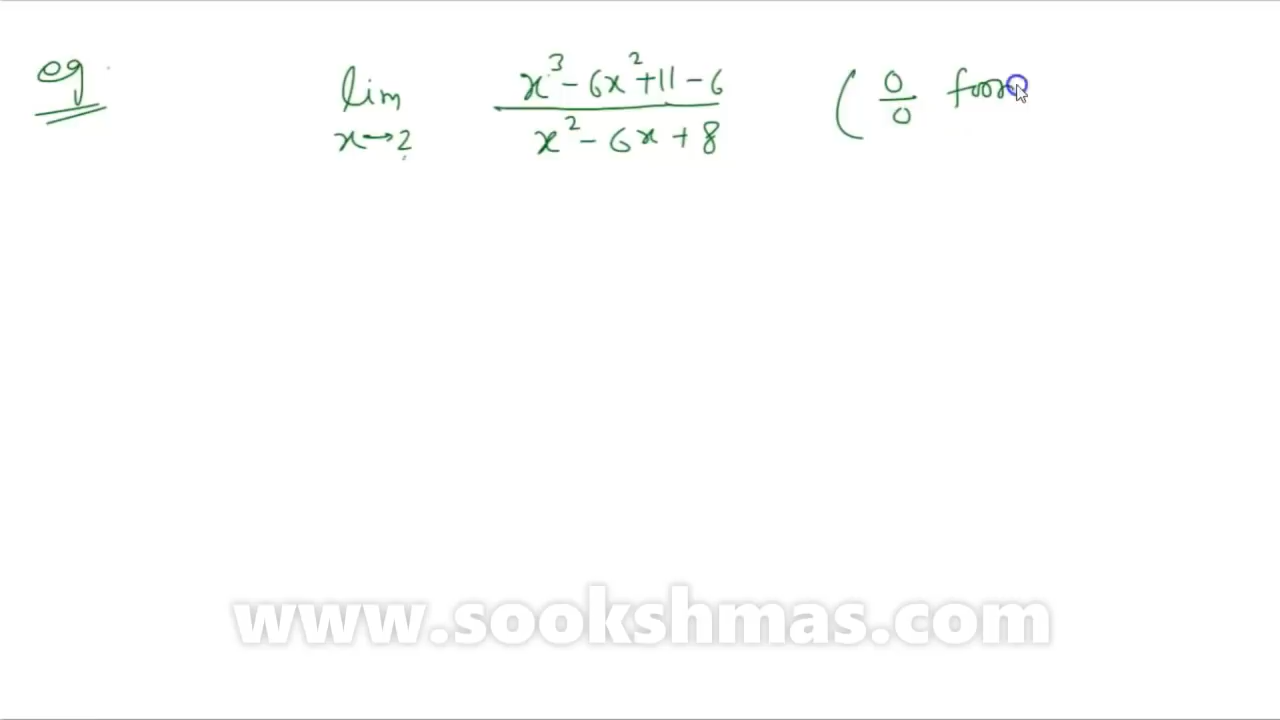 eg lim x→2 x³ - 6x² + 11 - 6 / x² - 6x + 8 ( 0/0 form
www.sookshmas.com